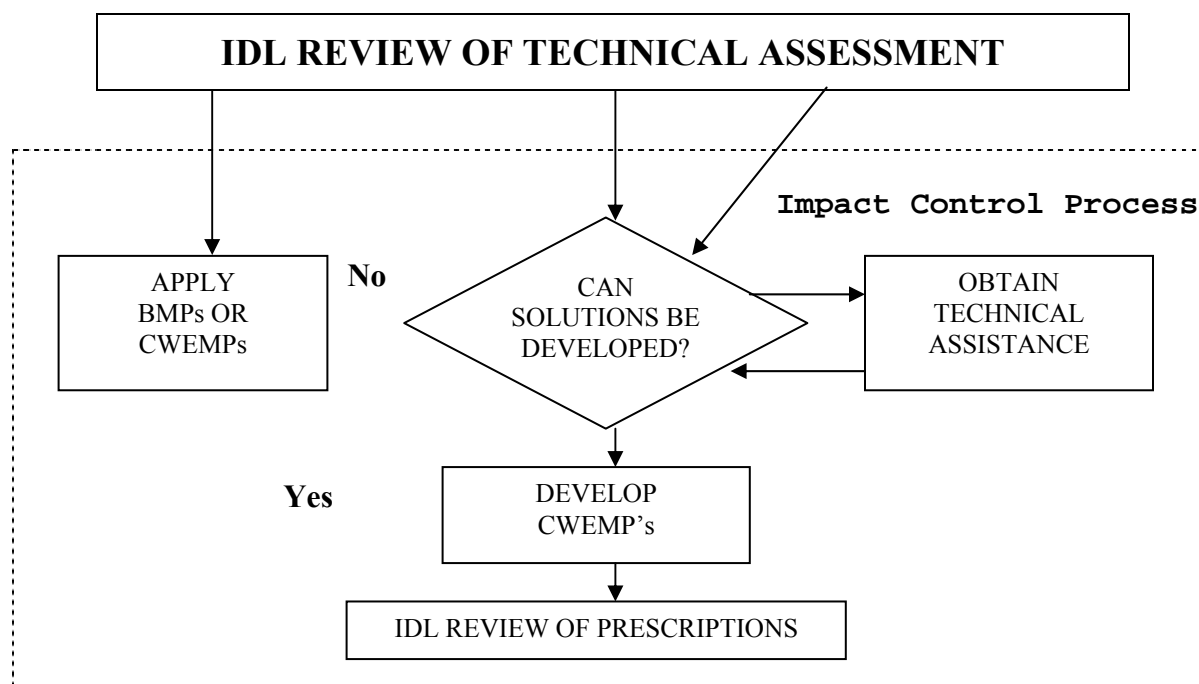 IDL REVIEW OF TECHNICAL ASSESSMENT
Impact Control Process
APPLY
BMPs OR
CWEMPs
No
CAN
SOLUTIONS BE
DEVELOPED?
OBTAIN
TECHNICAL
ASSISTANCE
Yes
DEVELOP
CWEMP’s
IDL REVIEW OF PRESCRIPTIONS